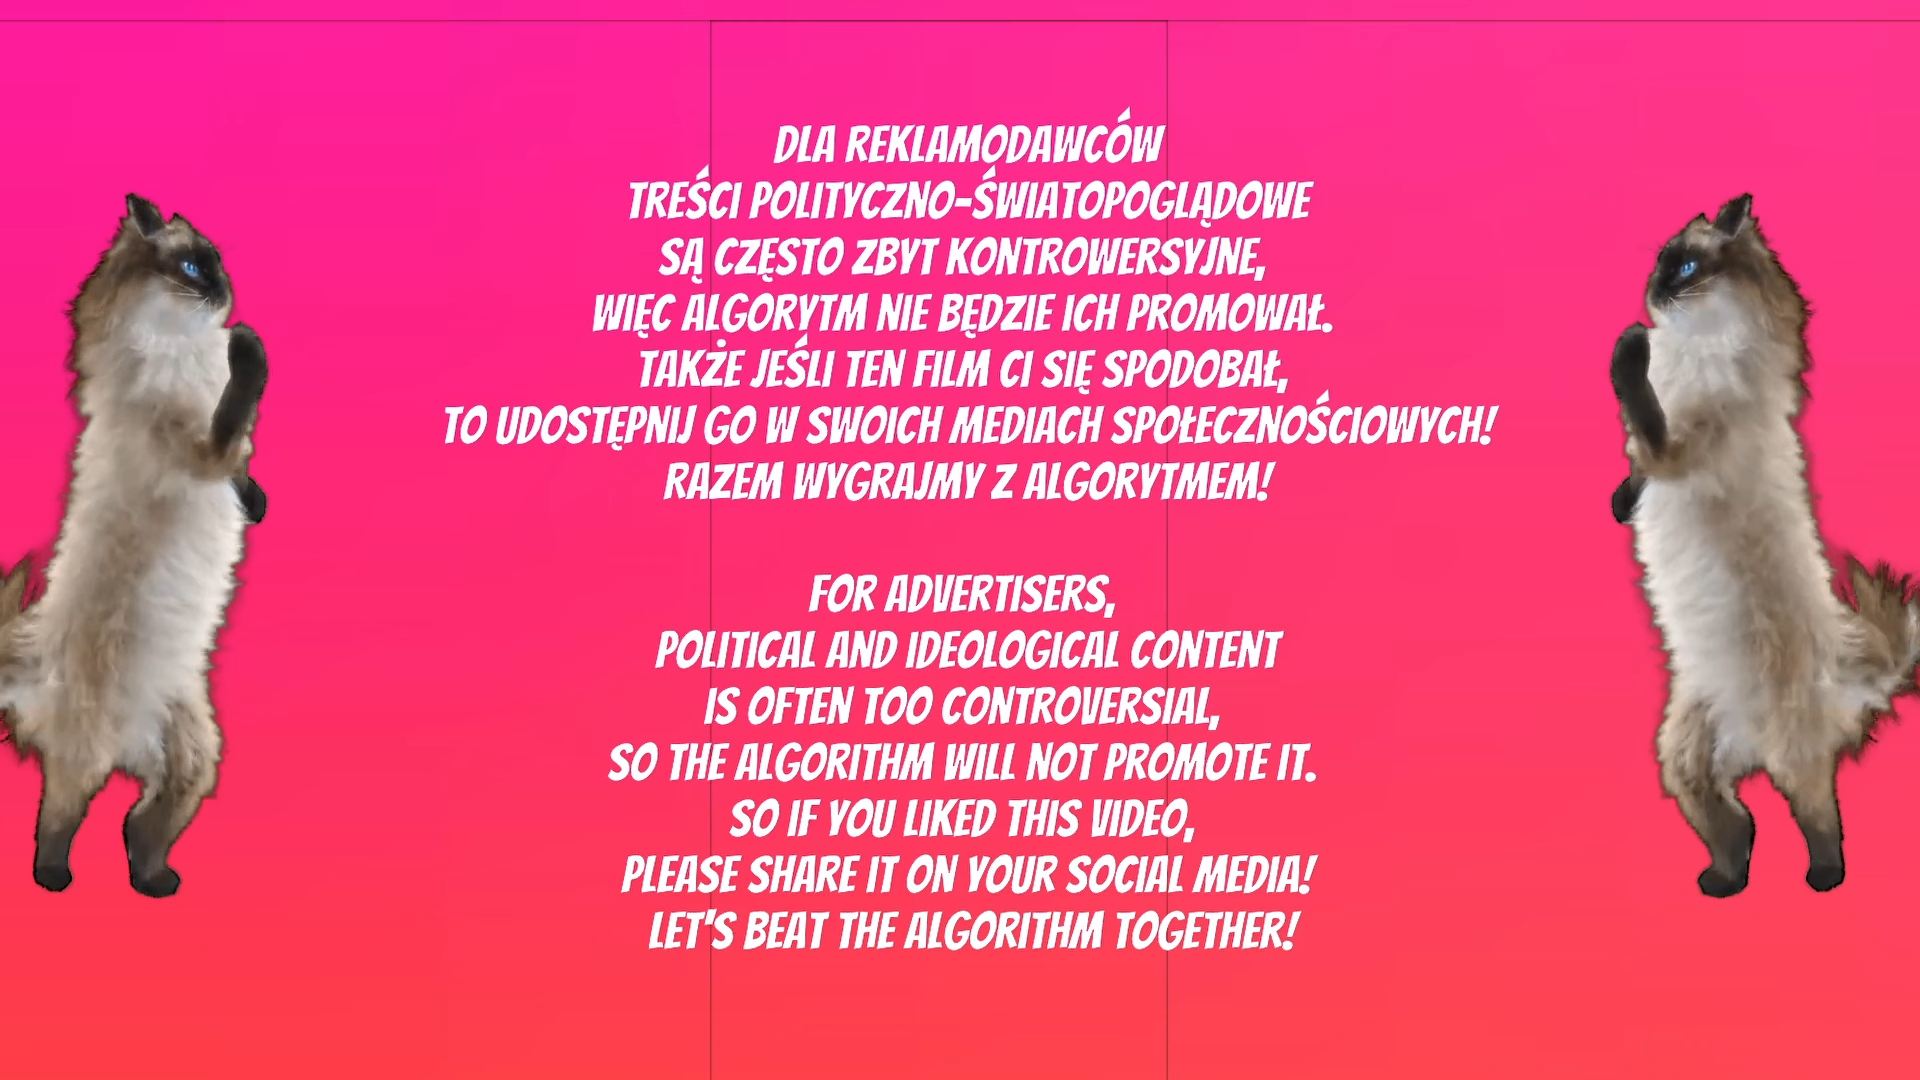 DLA REKLAMODAWCÓW
TREŚCI POLITYCZNO-ŚWIATOPOGLĄDOWE
SĄ CZĘSTO ZBYT KONTROWERSYJNE,
WIĘC ALGORYTM NIE BĘDZIE ICH PROMOWAŁ.
TAKŻE JEŚLI TEN FILM CI SIĘ SPODOBAŁ,
TO UDOSTĘPNIJ GO W SWOICH MEDIACH SPOŁECZNOŚCIOWYCH!
RAZEM WYGRAJMY Z ALGORYTMEM!
FOR ADVERTISERS,
POLITICAL AND IDEOLOGICAL CONTENT
IS OFTEN TOO CONTROVERSIAL,
SO THE ALGORITHM WILL NOT PROMOTE IT.
SO IF YOU LIKED THIS VIDEO,
PLEASE SHARE IT ON YOUR SOCIAL MEDIA!
LET'S BEAT THE ALGORITHM TOGETHER!